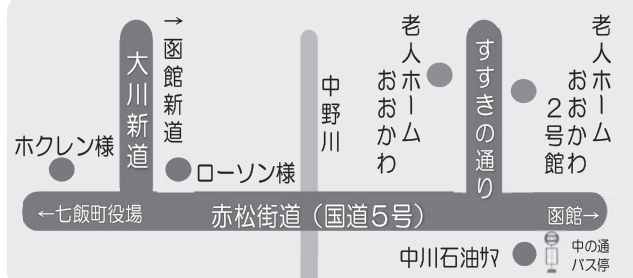 大川新道
→函館新道
中野川
老人ホーム
おおかわ
すすきの通り
老人ホーム
おおかわ
２号館
ホクレン様
ローソン様
←七飯町役場
赤松街道（国道５号）
函館→
中川石油ｻﾏ
中の通
バス停